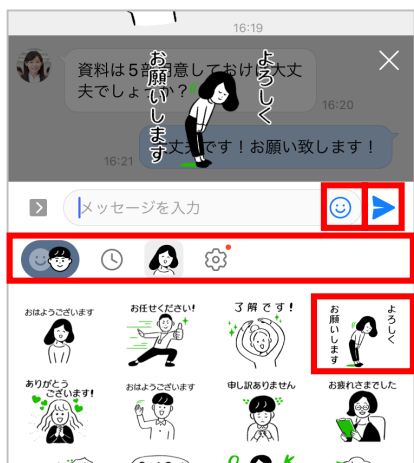 16:19
資料は5部用意しておけば大丈
夫でしょうか？
16:20
よろしく
お願いします
丈夫です！お願い致します！
16:21
メッセージを入力
おはようございます
お任せください!
了解です!
よろしく
お願いします
ありがとう
ございます!
おはようございます
申し訳ありません
お疲れさまでした